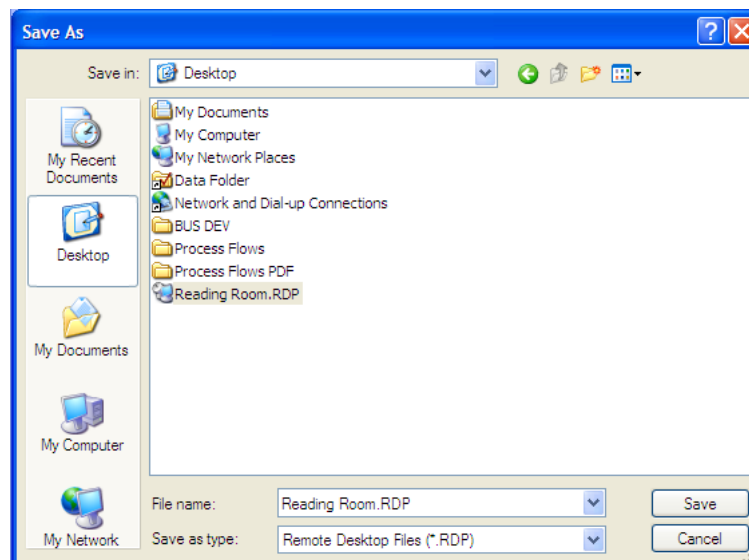 Save As
Save in:
Desktop
My Recent
Documents
Desktop
My Documents
My Computer
My Network
My Documents
My Computer
My Network Places
Data Folder
Network and Dial-up Connections
BUS DEV
Process Flows
Process Flows PDF
Reading Room.RDP
File name:
Reading Room.RDP
Save
Save as type:
Remote Desktop Files (*.RDP)
Cancel